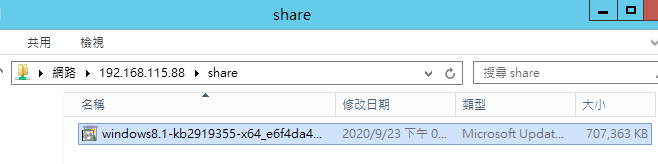 share
共用 檢視
網路 192.168.115.88 share 搜尋 share
名稱 修改日期 類型 大小
windows8.1-kb2919355-x64_e6f4da4... 2020/9/23 下午 0... Microsoft Updat... 707,363 KB